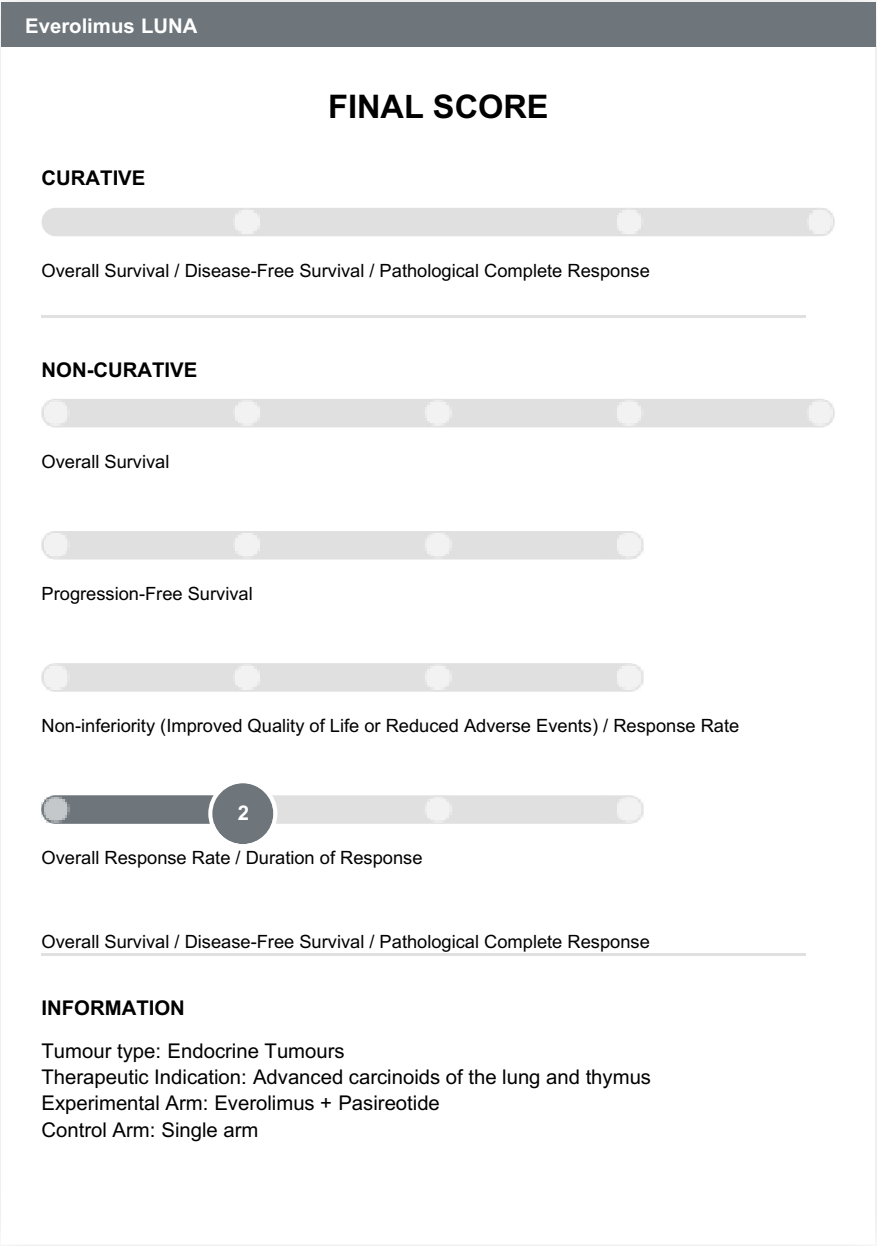 Everolimus LUNA
FINAL SCORE
CURATIVE
Overall Survival / Disease-Free Survival / Pathological Complete Response
NON-CURATIVE
Overall Survival
Progression-Free Survival
Non-inferiority (Improved Quality of Life or Reduced Adverse Events) / Response Rate
2
Overall Response Rate / Duration of Response
Overall Survival / Disease-Free Survival / Pathological Complete Response
INFORMATION
Tumour type: Endocrine Tumours
Therapeutic Indication: Advanced carcinoids of the lung and thymus
Experimental Arm: Everolimus + Pasireotide
Control Arm: Single arm